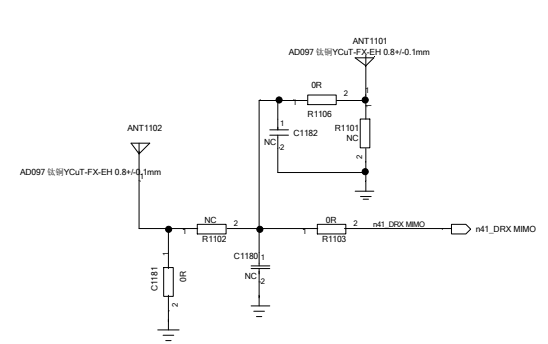 ANT1101
AD097 钛铜YCuT-FX-EH 0.8+/-0.1mm
1
0R
1 2
R1106
1
R1101
NC
2
1
C1182
NC
2
ANT1102
AD097 钛铜YCuT-FX-EH 0.8+/-0.1mm
1
NC
1 2
R1102
0R
1 2
R1103
n41_DRX MIMO
n41_DRX MIMO
1
C1181
0R
2
C1180
1
NC
2